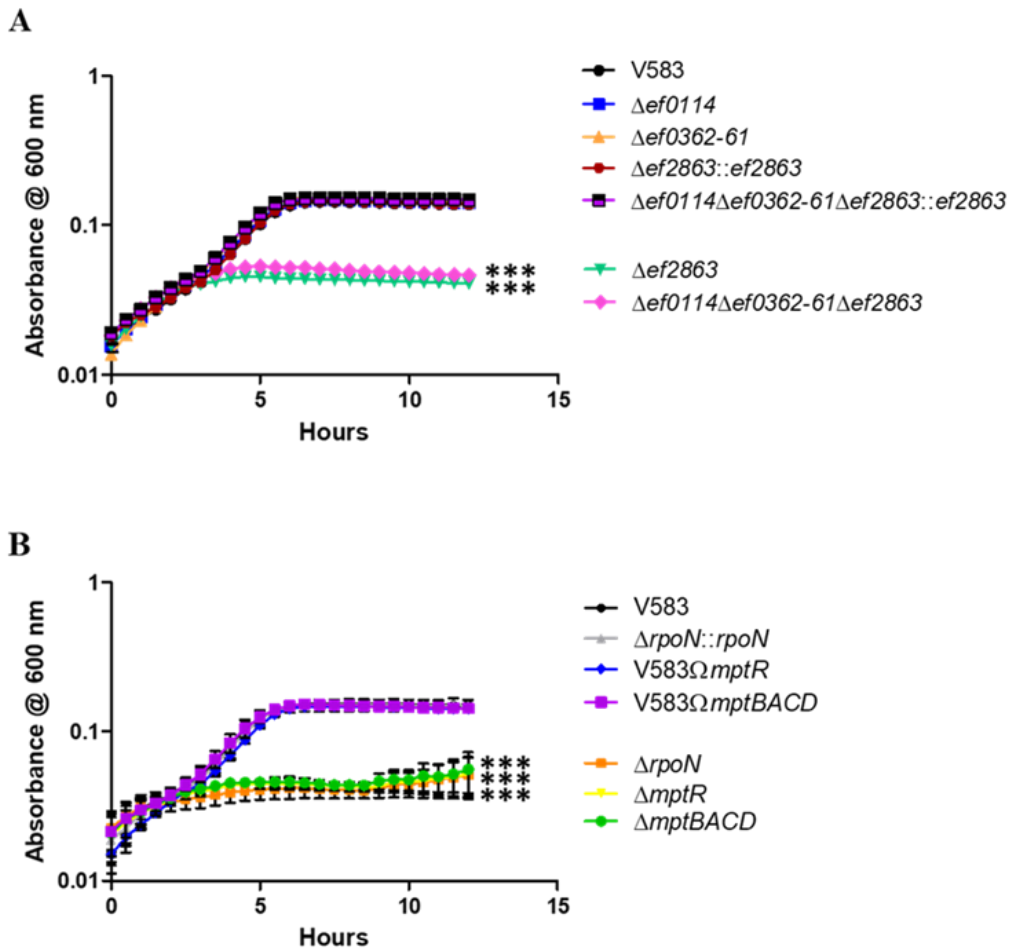 A
V583
Δef0114
Δef0362-61
Δef2863::ef2863
Δef0114Δef0362-61Δef2863::ef2863
Δef2863
Δef0114Δef0362-61Δef2863
Absorbance @ 600 nm
1
0.1
0.01
***
***
0
5
10
15
Hours
B
V583
ΔrpoN::rpoN
V583ΩmptR
V583ΩmptBACD
ΔrpoN
ΔmptR
ΔmptBACD
Absorbance @ 600 nm
1
0.1
0.01
***
***
***
0
5
10
15
Hours